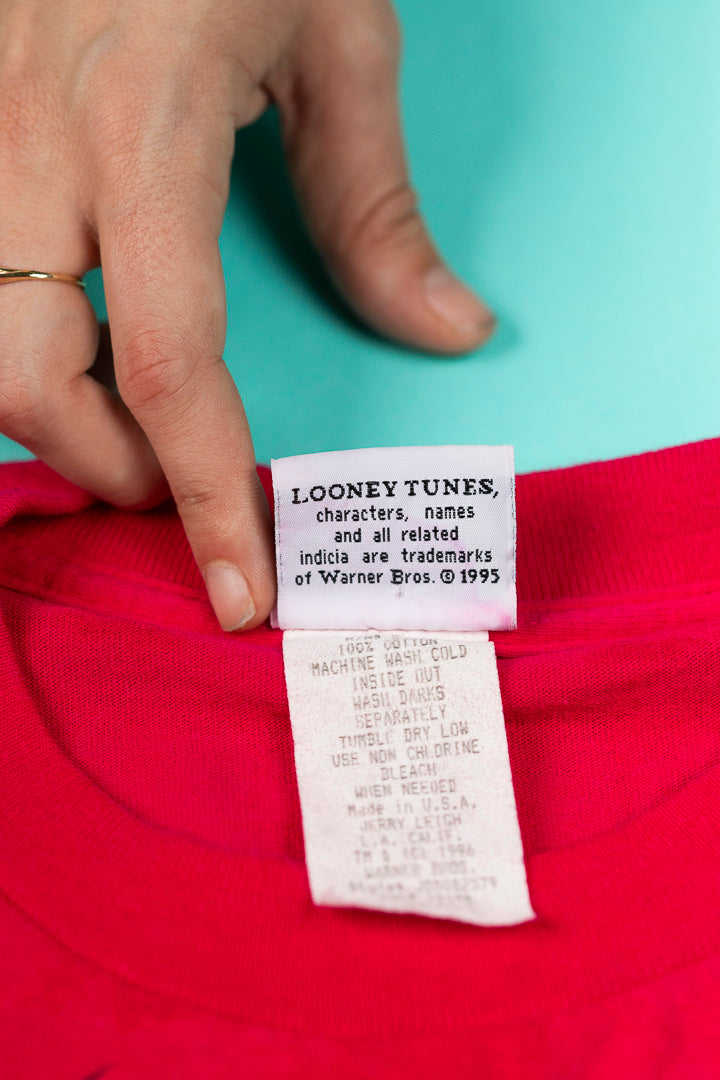 LOONEY TUNES,
characters, names
and all related
indicia are trademarks
of Warner Bros. © 1995
100% COTTON
MACHINE WASH COLD
INSIDE OUT
WASH DARKS
SEPARATELY
TUMBLE DRY LOW
USE NON CHLORINE
BLEACH
WHEN NEEDED
Made in U.S.A.
JERRY LEIGH
L.A. CALIF.
TM & (C) 1996
WARNER BROS.